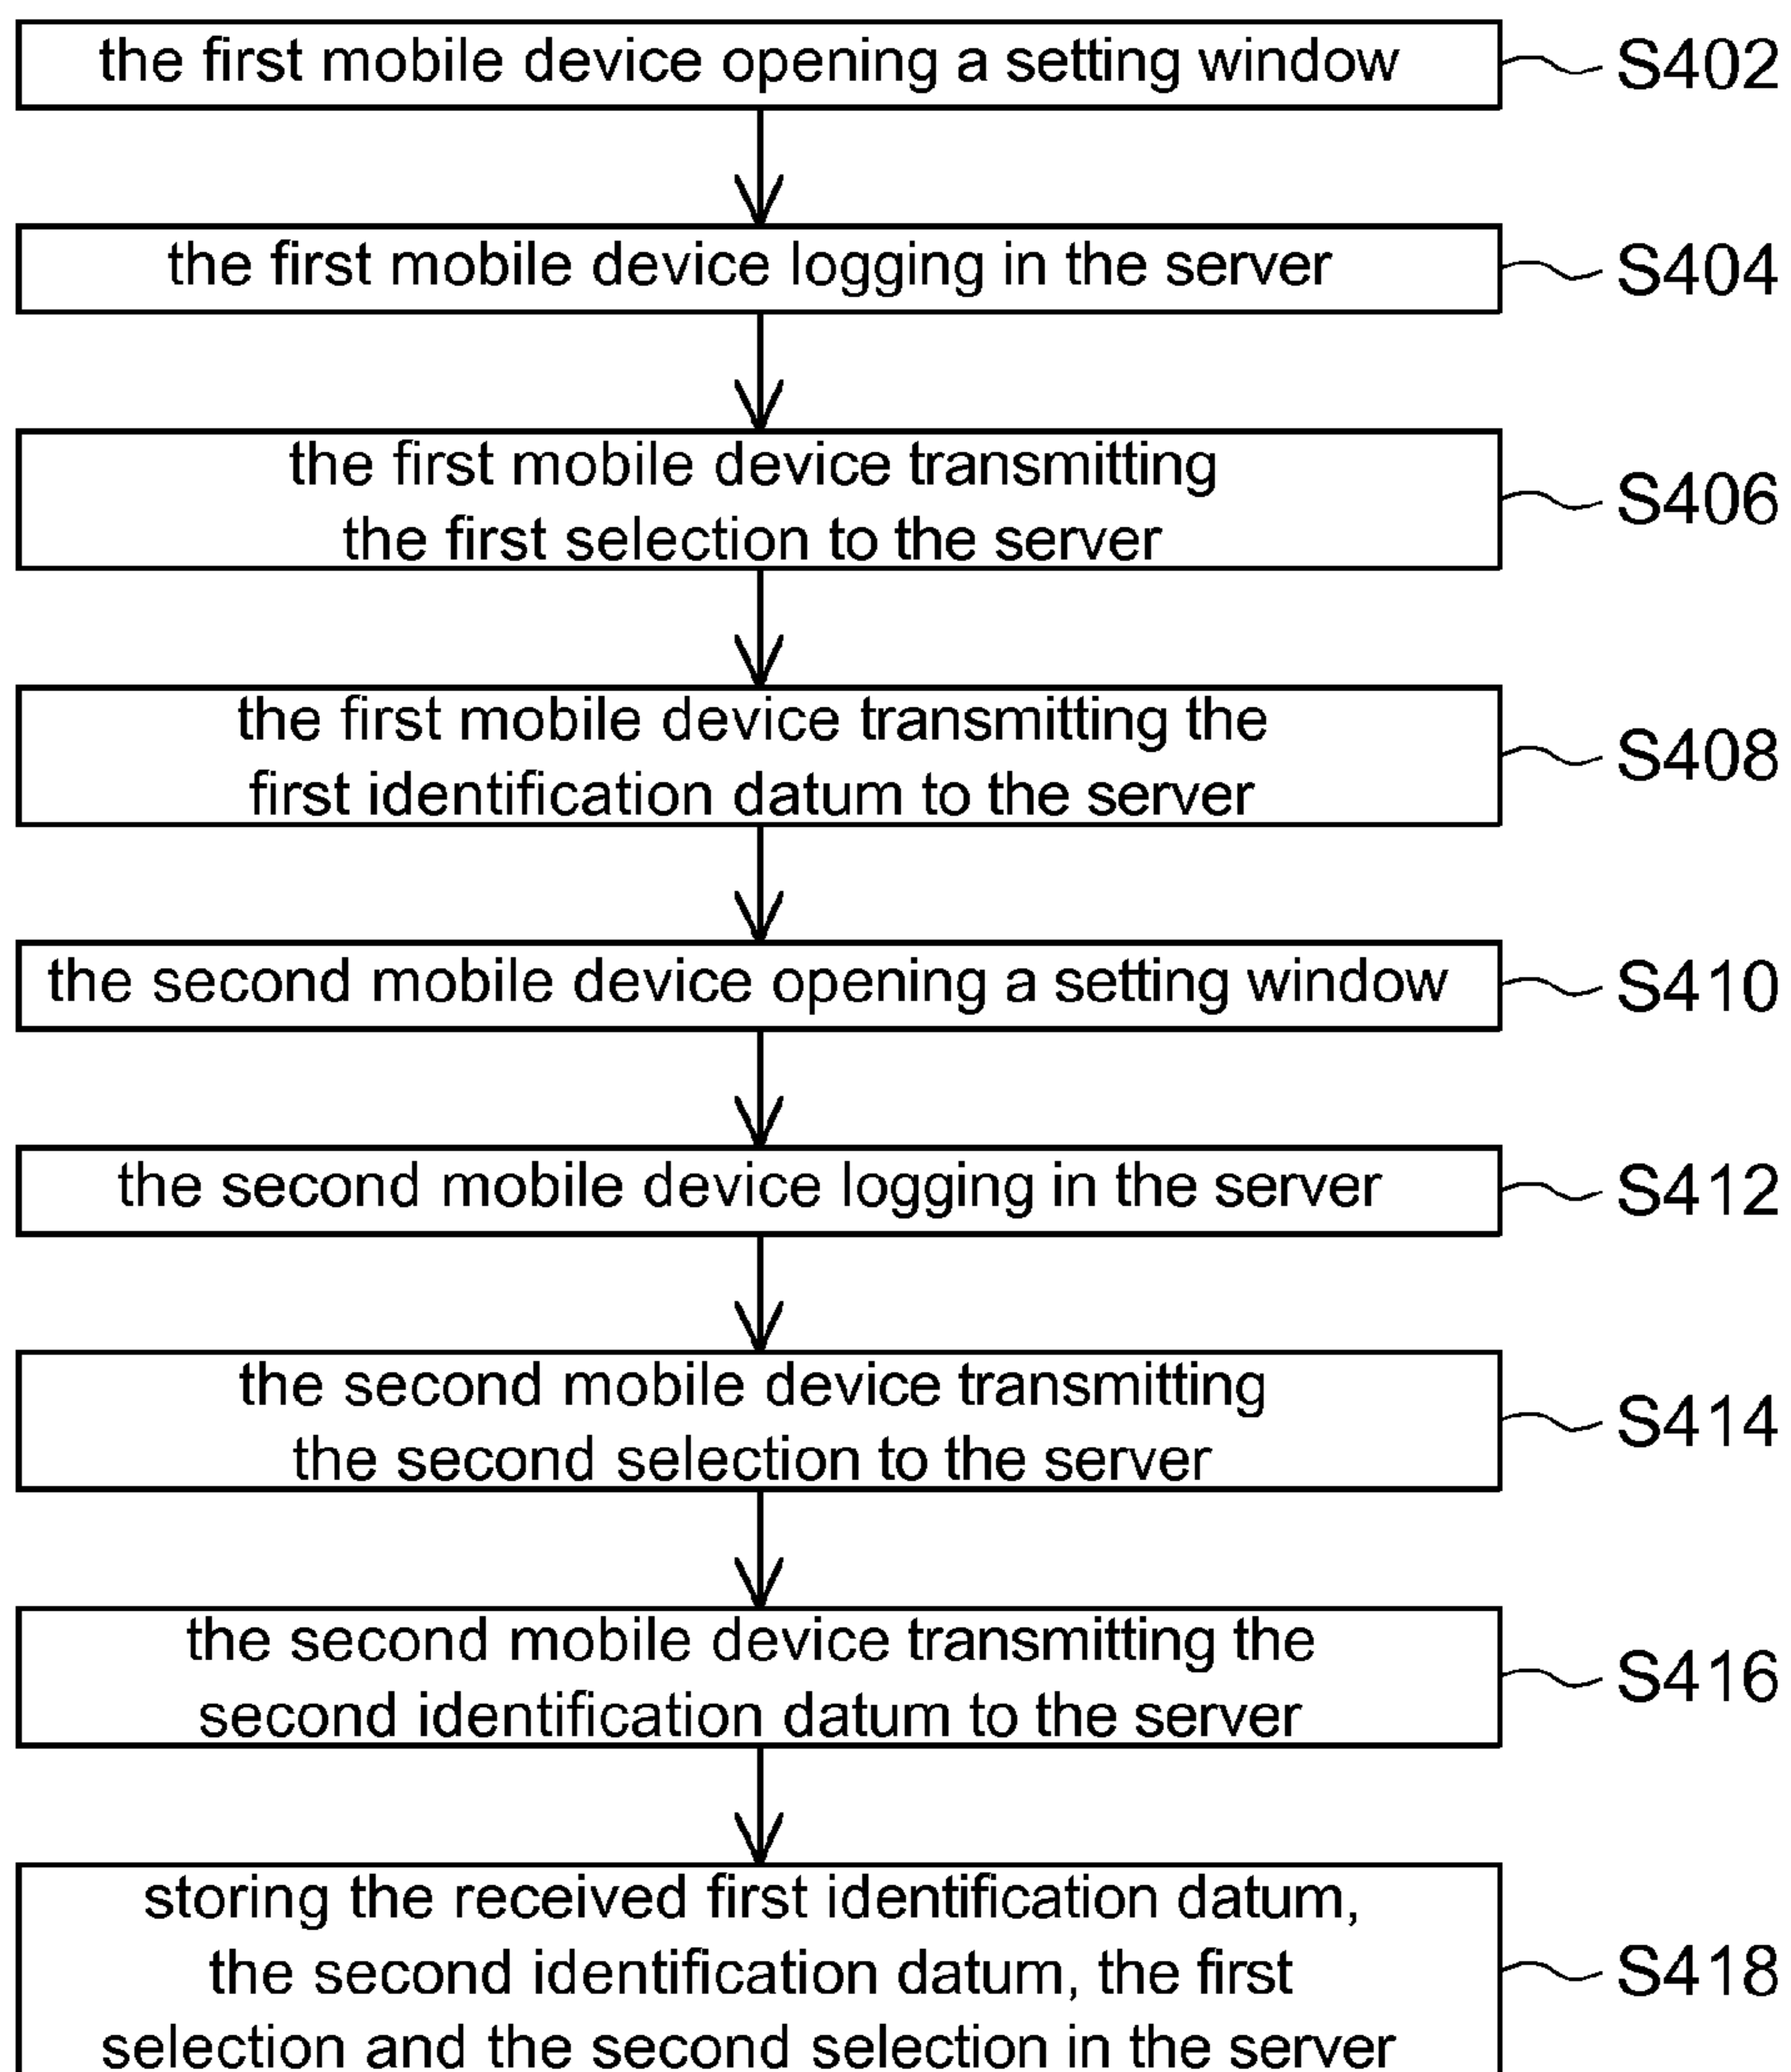 the first mobile device opening a setting window
S402
the first mobile device logging in the server
S404
the first mobile device transmitting
the first selection to the server
S406
the first mobile device transmitting the
first identification datum to the server
S408
the second mobile device opening a setting window
S410
the second mobile device logging in the server
S412
the second mobile device transmitting
the second selection to the server
S414
the second mobile device transmitting the
second identification datum to the server
S416
storing the received first identification datum,
the second identification datum, the first
selection and the second selection in the server
S418